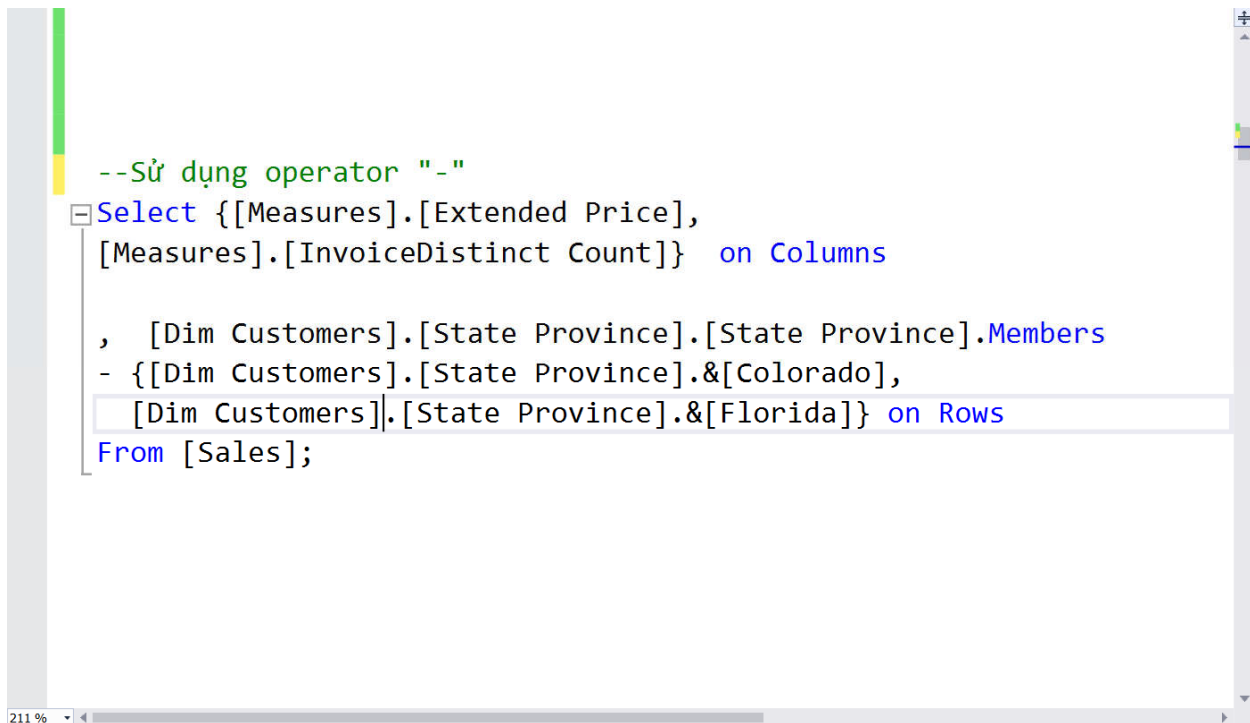 --Sử dụng operator "-"
Select {[Measures].[Extended Price],
[Measures].[InvoiceDistinct Count]}  on Columns
,  [Dim Customers].[State Province].[State Province].Members
- {[Dim Customers].[State Province].&[Colorado],
[Dim Customers].[State Province].&[Florida]} on Rows
From [Sales];
211 %